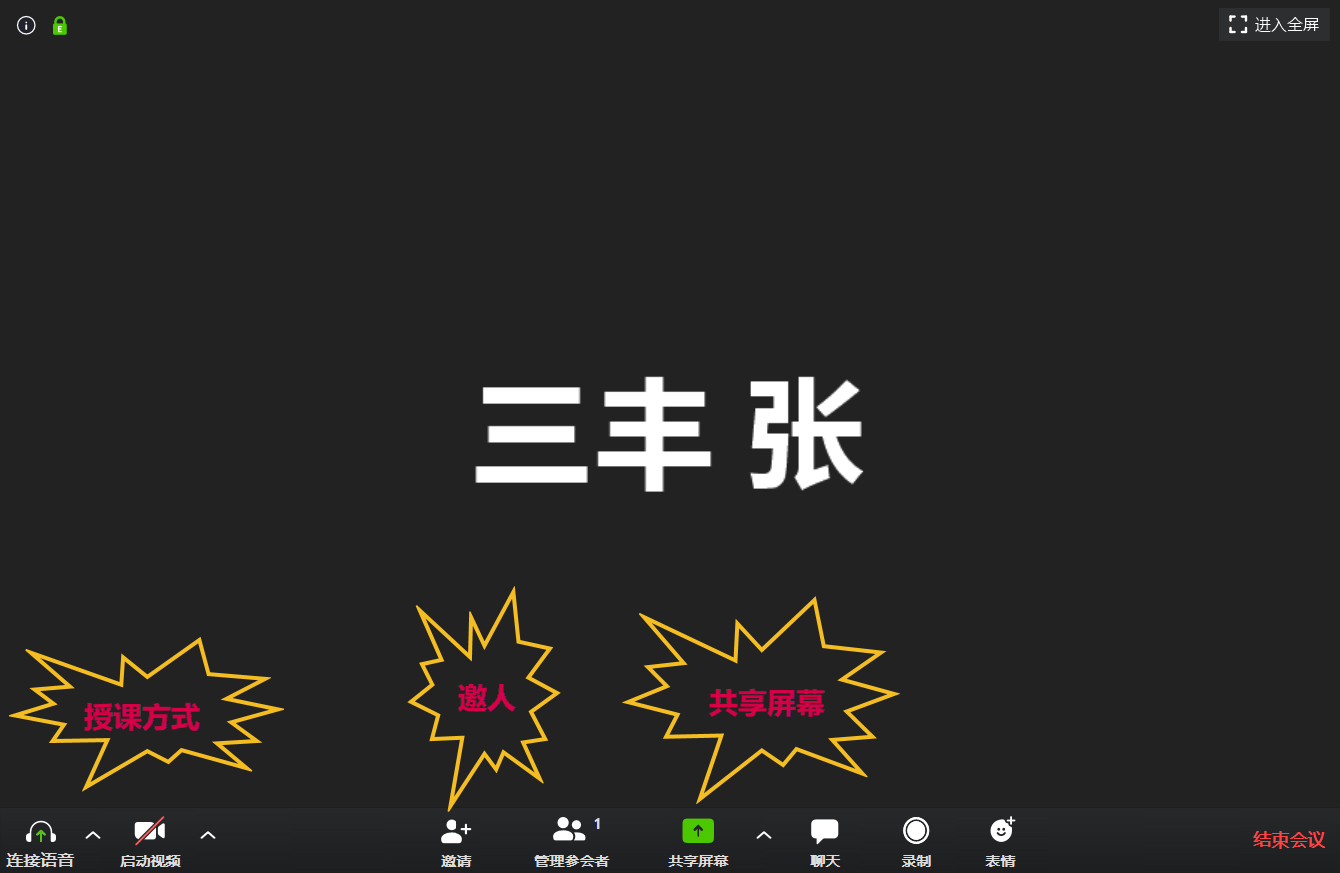 进入全屏
三丰 张
授课方式
邀人
共享屏幕
连接语音
启动视频
邀请
管理参会者
1
共享屏幕
聊天
录制
表情
结束会议